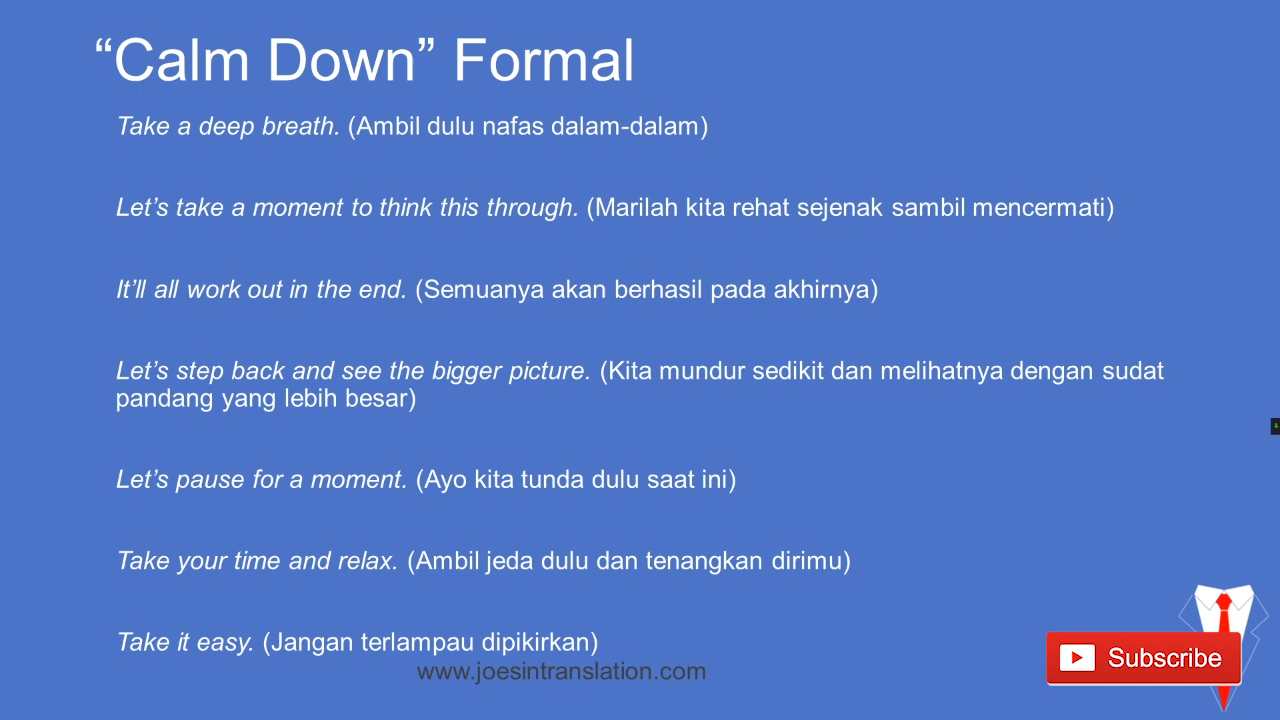 “Calm Down” Formal
Take a deep breath. (Ambil dulu nafas dalam-dalam)
Let’s take a moment to think this through. (Marilah kita rehat sejenak sambil mencermati)
It’ll all work out in the end. (Semuanya akan berhasil pada akhirnya)
Let’s step back and see the bigger picture. (Kita mundur sedikit dan melihatnya dengan sudat
pandang yang lebih besar)
Let’s pause for a moment. (Ayo kita tunda dulu saat ini)
Take your time and relax. (Ambil jeda dulu dan tenangkan dirimu)
Take it easy. (Jangan terlampau dipikirkan)
www.joesintranslation.com
Subscribe